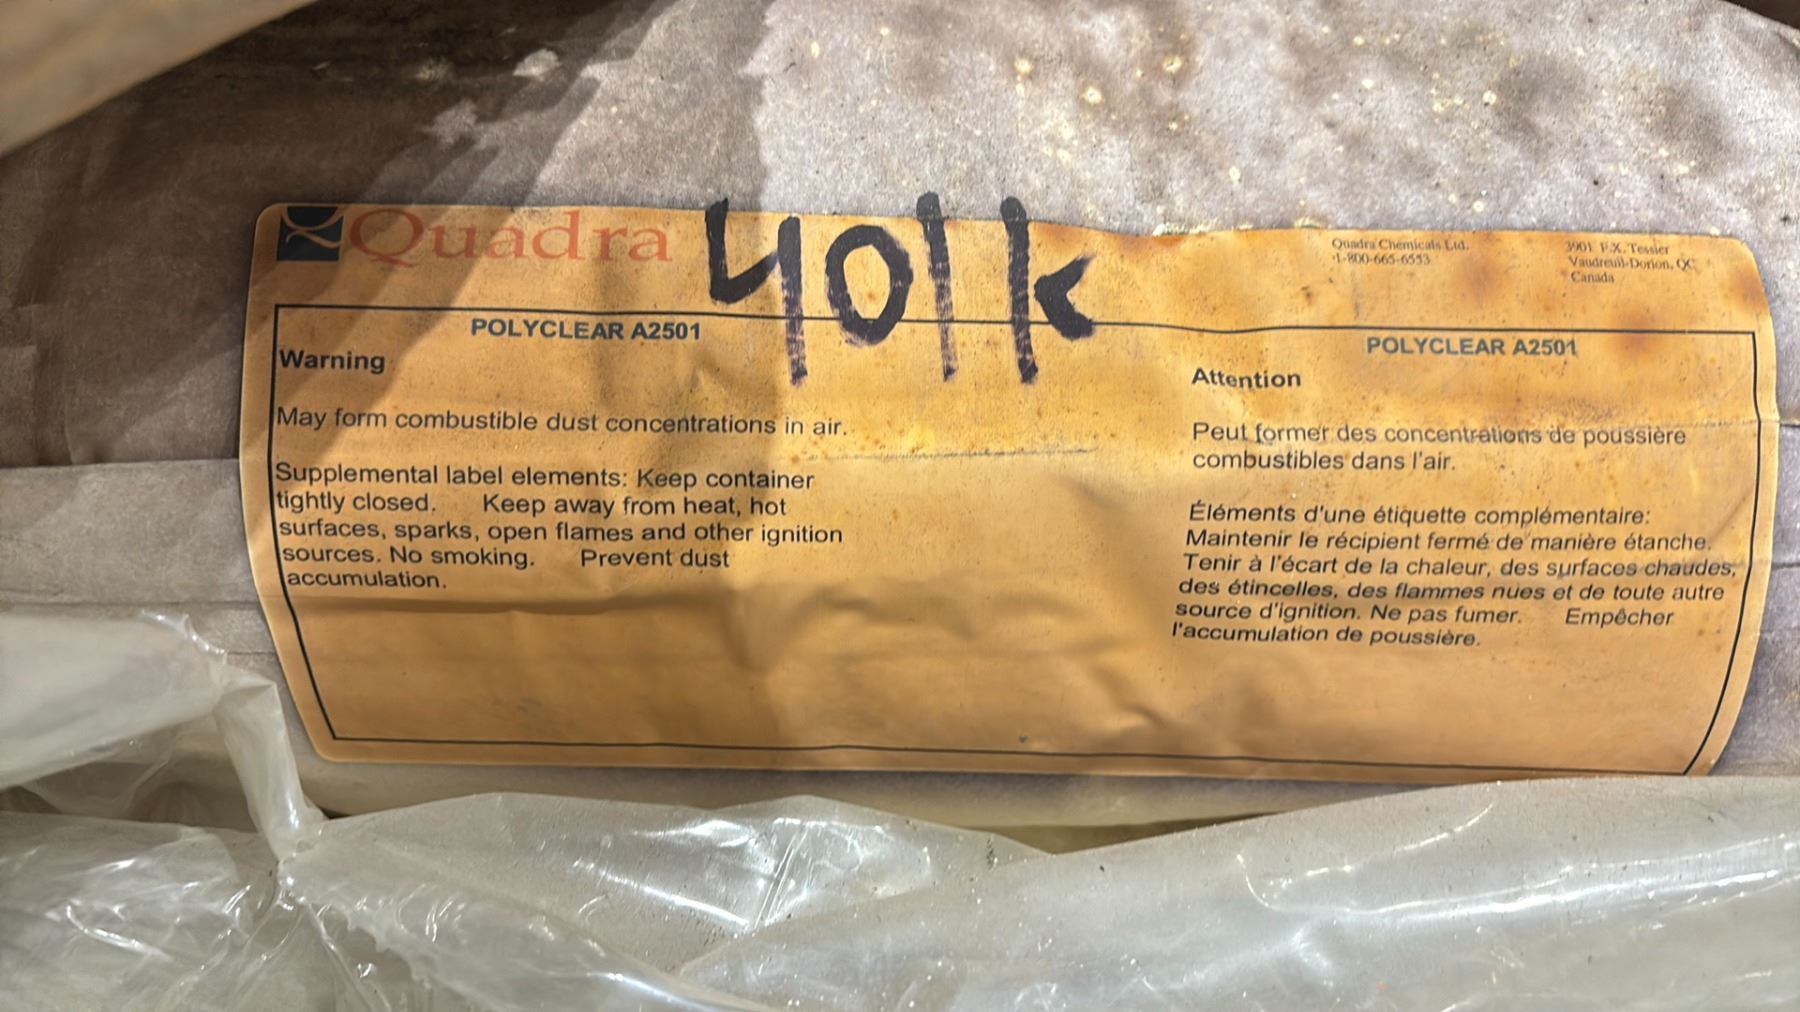 Quadra
401K
Quadra Chemicals Ltd.
1-800-665-6553
3901 F.X. Tessier
Vaudreuil-Dorion, QC
Canada
POLYCLEAR A2501
Warning
May form combustible dust concentrations in air.
Supplemental label elements: Keep container
tightly closed. Keep away from heat, hot
surfaces, sparks, open flames and other ignition
sources. No smoking. Prevent dust
accumulation.
POLYCLEAR A2501
Attention
Peut former des concentrations de poussière
combustibles dans l'air.
Éléments d'une étiquette complémentaire:
Maintenir le récipient fermé de manière étanche.
Tenir à l'écart de la chaleur, des surfaces chaudes,
des étincelles, des flammes nues et de toute autre
source d'ignition. Ne pas fumer. Empêcher
l'accumulation de poussière.